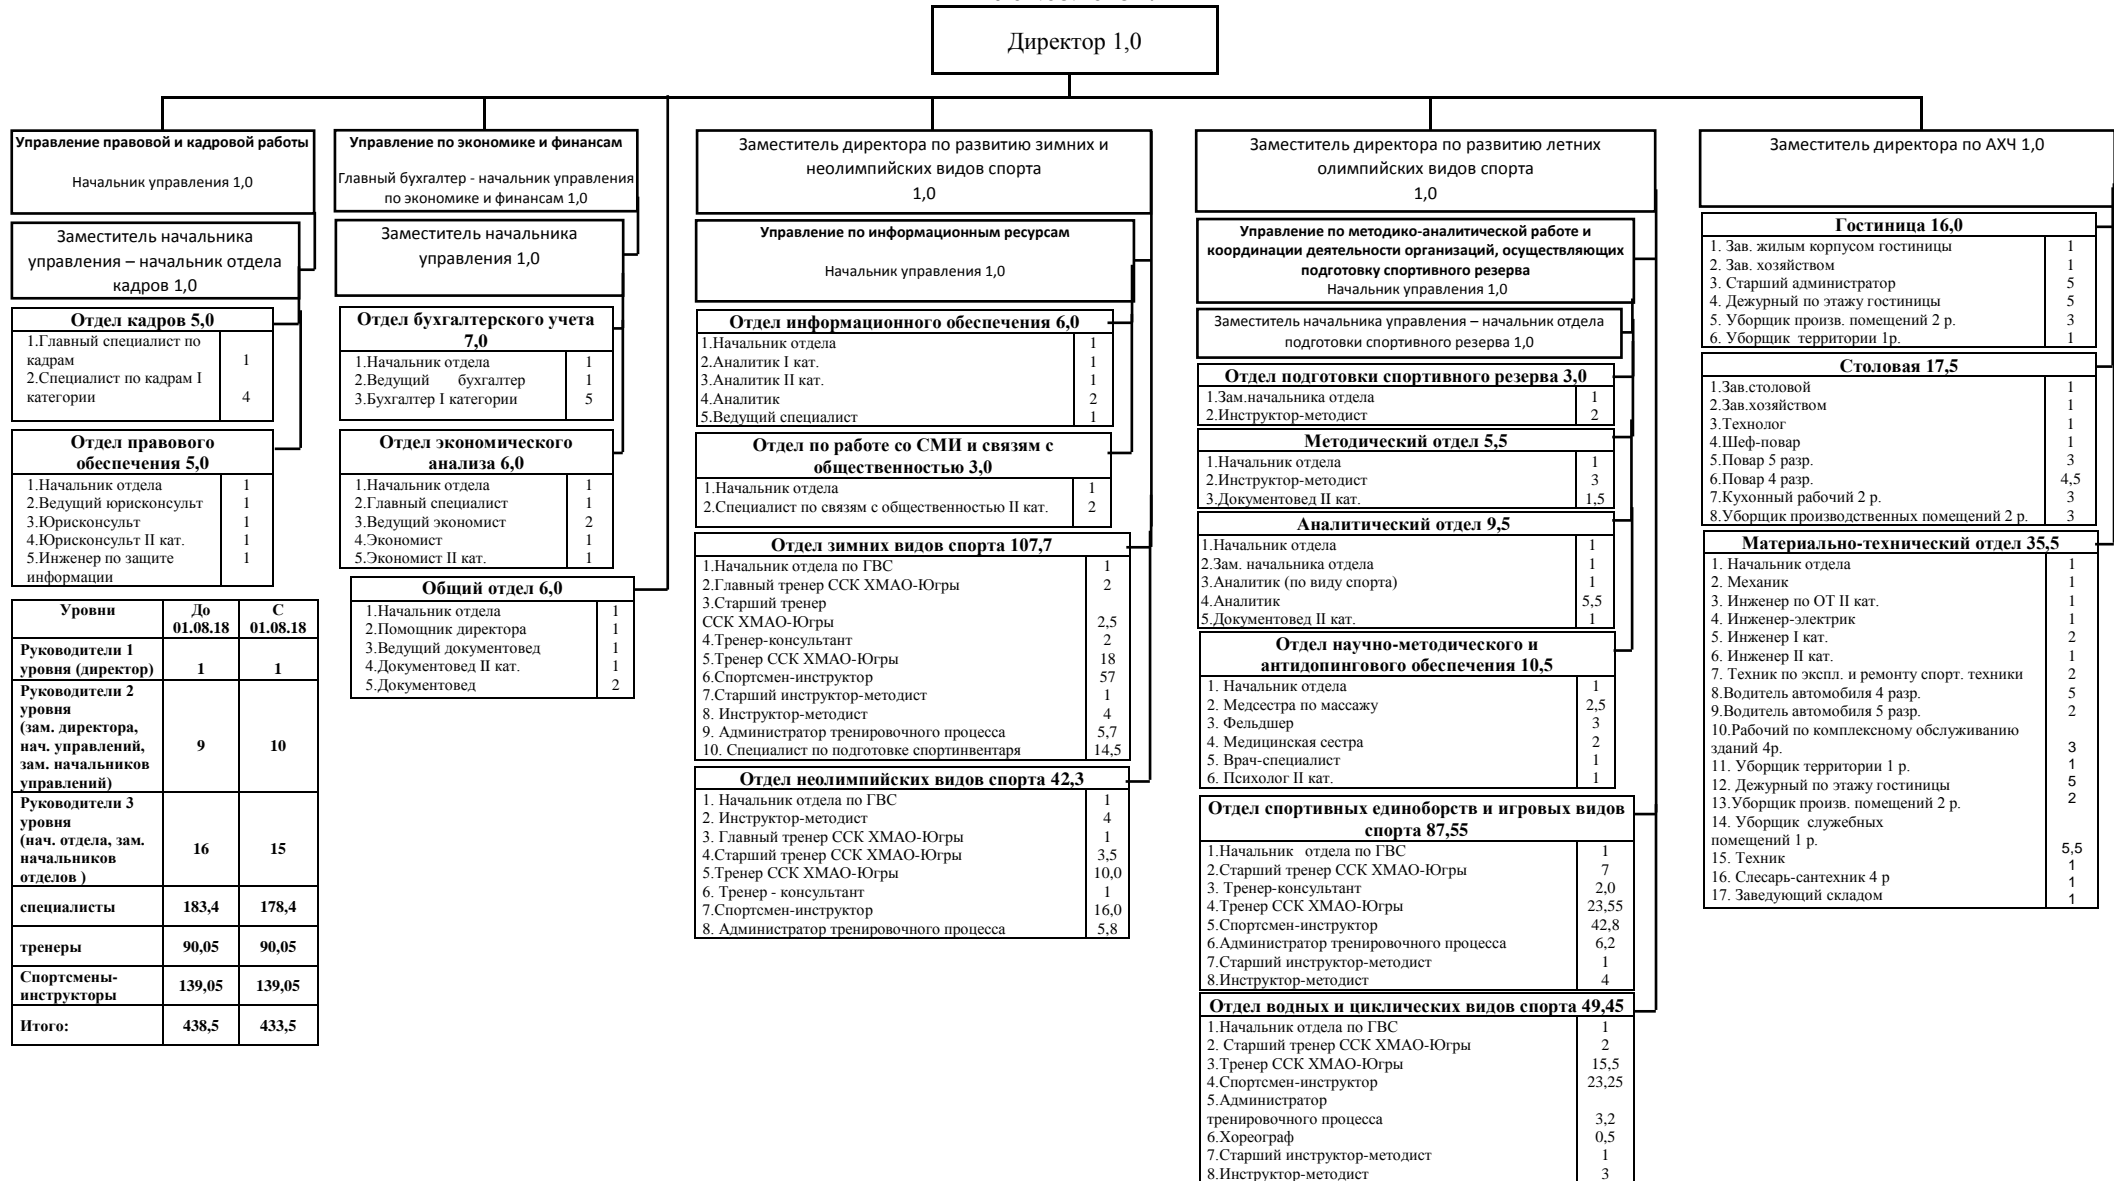 Директор 1,0
Управление правовой и кадровой работы
Начальник управления 1,0
Заместитель начальника
управления – начальник отдела
кадров 1,0
Отдел кадров 5,0
1.Главный специалист по
кадрам 1
2.Специалист по кадрам I
категории 4
Отдел правового
обеспечения 5,0
1.Начальник отдела 1
2.Ведущий юрисконсульт 1
3.Юрисконсульт 1
4.Юрисконсульт II кат. 1
5.Инженер по защите 1
информации
Уровни До С
01.08.18 01.08.18
Руководители 1
уровня (директор) 1 1
Руководители 2
уровня
(зам. директора,
нач. управлений, 9 10
зам. начальников
управлений)
Руководители 3
уровня
(нач. отдела, зам. 16 15
начальников
отделов )
специалисты 183,4 178,4
тренеры 90,05 90,05
Спортсмены-
инструкторы 139,05 139,05
Итого: 438,5 433,5
Управление по экономике и финансам
Главный бухгалтер - начальник управления
по экономике и финансам 1,0
Заместитель начальника
управления 1,0
Отдел бухгалтерского учета
7,0
1.Начальник отдела 1
2.Ведущий бухгалтер 1
3.Бухгалтер I категории 5
Отдел экономического
анализа 6,0
1.Начальник отдела 1
2.Главный специалист 1
3.Ведущий экономист 2
4.Экономист 1
5.Экономист II кат. 1
Общий отдел 6,0
1.Начальник отдела 1
2.Помощник директора 1
3.Ведущий документовед 1
4.Документовед II кат. 1
5.Документовед 2
Заместитель директора по развитию зимних и
неолимпийских видов спорта
1,0
Управление по информационным ресурсам
Начальник управления 1,0
Отдел информационного обеспечения 6,0
1.Начальник отдела 1
2.Аналитик I кат. 1
3.Аналитик II кат. 1
4.Аналитик 2
5.Ведущий специалист 1
Отдел по работе со СМИ и связям с
общественностью 3,0
1.Начальник отдела 1
2.Специалист по связям с общественностью II кат. 2
Отдел зимних видов спорта 107,7
1.Начальник отдела по ГВС 1
2.Главный тренер ССК ХМАО-Югры 2
3.Старший тренер
ССК ХМАО-Югры 2,5
4.Тренер-консультант 2
5.Тренер ССК ХМАО-Югры 18
6.Спортсмен-инструктор 57
7.Старший инструктор-методист 1
8. Инструктор-методист 4
9. Администратор тренировочного процесса 5,7
10. Специалист по подготовке спортинвентаря 14,5
Отдел неолимпийских видов спорта 42,3
1. Начальник отдела по ГВС 1
2. Инструктор-методист 4
3. Главный тренер ССК ХМАО-Югры 1
4.Старший тренер ССК ХМАО-Югры 3,5
5.Тренер ССК ХМАО-Югры 10,0
6. Тренер - консультант 1
7.Спортсмен-инструктор 16,0
8. Администратор тренировочного процесса 5,8
Заместитель директора по развитию летних
олимпийских видов спорта
1,0
Управление по методико-аналитической работе и
координации деятельности организаций, осуществляющих
подготовку спортивного резерва
Начальник управления 1,0
Заместитель начальника управления – начальник отдела
подготовки спортивного резерва 1,0
Отдел подготовки спортивного резерва 3,0
1.Зам.начальника отдела 1
2.Инструктор-методист 2
Методический отдел 5,5
1.Начальник отдела 1
2.Инструктор-методист 3
3.Документовед II кат. 1,5
Аналитический отдел 9,5
1.Начальник отдела 1
2.Зам. начальника отдела 1
3.Аналитик (по виду спорта) 1
4.Аналитик 5,5
5.Документовед II кат. 1
Отдел научно-методического и
антидопингового обеспечения 10,5
1. Начальник отдела 1
2. Медсестра по массажу 2,5
3. Фельдшер 3
4. Медицинская сестра 2
5. Врач-специалист 1
6. Психолог II кат. 1
Отдел спортивных единоборств и игровых видов
спорта 87,55
1.Начальник отдела по ГВС 1
2.Старший тренер ССК ХМАО-Югры 7
3. Тренер-консультант 2,0
4.Тренер ССК ХМАО-Югры 23,55
5.Спортсмен-инструктор 42,8
6.Администратор тренировочного процесса 6,2
7.Старший инструктор-методист 1
8.Инструктор-методист 4
Отдел водных и циклических видов спорта 49,45
1.Начальник отдела по ГВС 1
2. Старший тренер ССК ХМАО-Югры 2
3.Тренер ССК ХМАО-Югры 15,5
4.Спортсмен-инструктор 23,25
5.Администратор
тренировочного процесса 3,2
6.Хореограф 0,5
7.Старший инструктор-методист 1
8.Инструктор-методист 3
Заместитель директора по АХЧ 1,0
Гостиница 16,0
1. Зав. жилым корпусом гостиницы 1
2. Зав. хозяйством 1
3. Старший администратор 5
4. Дежурный по этажу гостиницы 5
5. Уборщик произв. помещений 2 р. 3
6. Уборщик территории 1р. 1
Столовая 17,5
1.Зав.столовой 1
2.Зав.хозяйством 1
3.Технолог 1
4.Шеф-повар 1
5.Повар 5 разр. 3
6.Повар 4 разр. 4,5
7.Кухонный рабочий 2 р. 3
8.Уборщик производственных помещений 2 р. 3
Материально-технический отдел 35,5
1. Начальник отдела 1
2. Механик 1
3. Инженер по ОТ II кат. 1
4. Инженер-электрик 1
5. Инженер I кат. 2
6. Инженер II кат. 1
7. Техник по экспл. и ремонту спорт. техники 2
8.Водитель автомобиля 4 разр. 5
9.Водитель автомобиля 5 разр. 2
10.Рабочий по комплексному обслуживанию
зданий 4р. 3
11. Уборщик территории 1 р. 1
12. Дежурный по этажу гостиницы 5
13.Уборщик произв. помещений 2 р. 2
14. Уборщик служебных
помещений 1 р. 5,5
15. Техник 1
16. Слесарь-сантехник 4 р 1
17. Заведующий складом 1